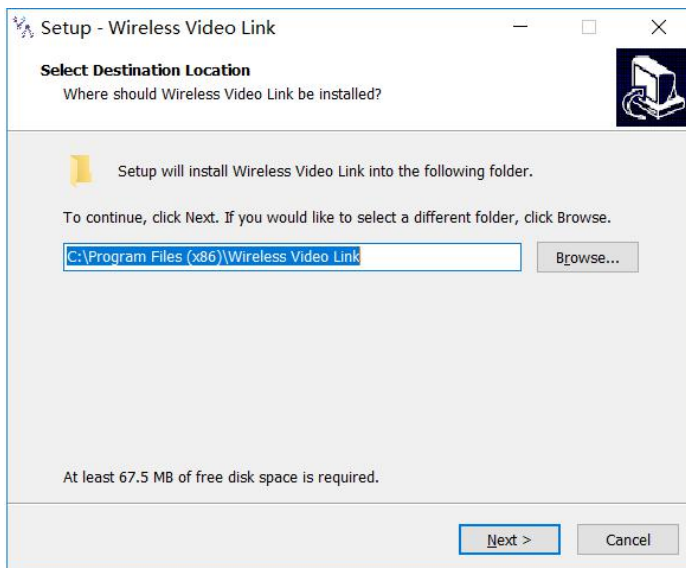 Setup - Wireless Video Link
Select Destination Location
Where should Wireless Video Link be installed?
Setup will install Wireless Video Link into the following folder.
To continue, click Next. If you would like to select a different folder, click Browse.
C:\Program Files (x86)\Wireless Video Link
Browse...
At least 67.5 MB of free disk space is required.
Next >
Cancel